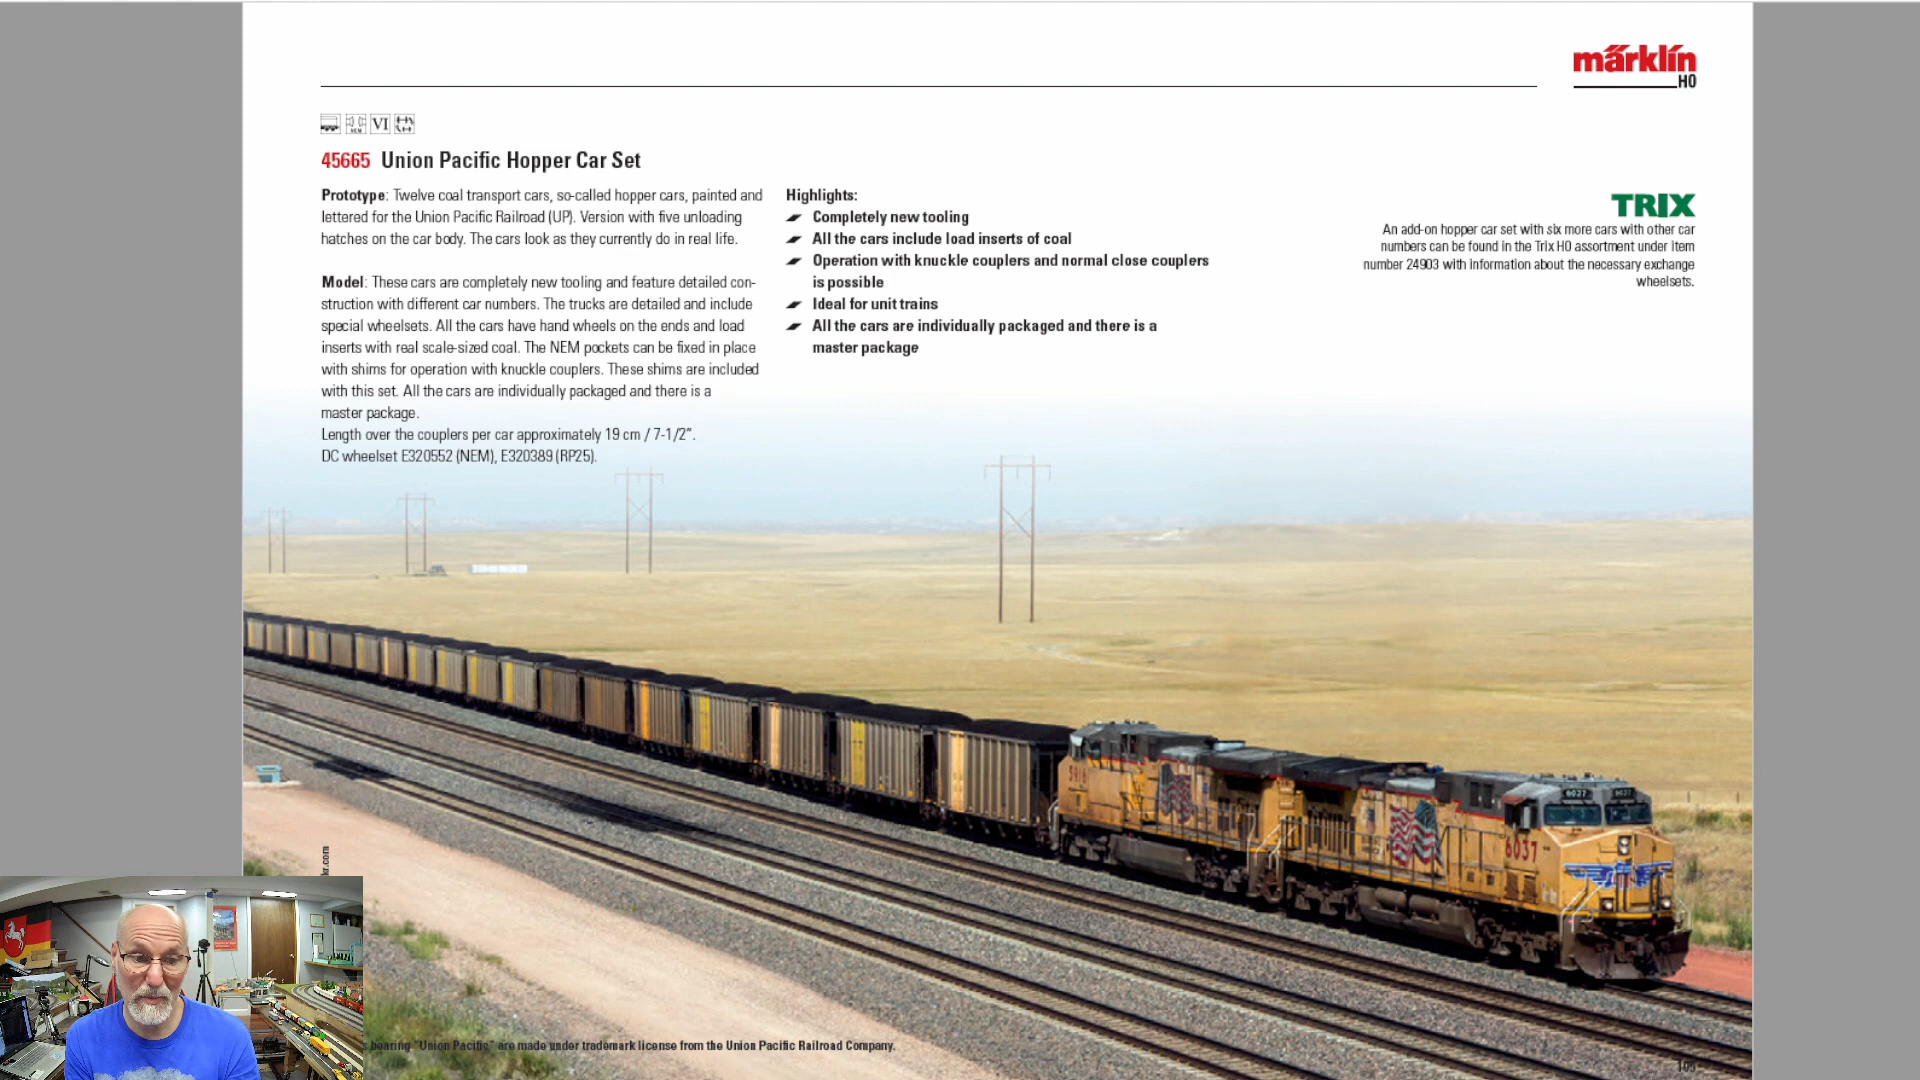 märklin
H0
NEM
VI
45665 Union Pacific Hopper Car Set
Prototype: Twelve coal transport cars, so-called hopper cars, painted and
lettered for the Union Pacific Railroad (UP). Version with five unloading
hatches on the car body. The cars look as they currently do in real life.
Model: These cars are completely new tooling and feature detailed con-
struction with different car numbers. The trucks are detailed and include
special wheelsets. All the cars have hand wheels on the ends and load
inserts with real scale-sized coal. The NEM pockets can be fixed in place
with shims for operation with knuckle couplers. These shims are included
with this set. All the cars are individually packaged and there is a
master package.
Length over the couplers per car approximately 19 cm / 7-1/2”.
DC wheelset E320552 (NEM), E320389 (RP25).
Highlights:
Completely new tooling
All the cars include load inserts of coal
Operation with knuckle couplers and normal close couplers
is possible
Ideal for unit trains
All the cars are individually packaged and there is a
master package
TRIX
An add-on hopper car set with six more cars with other car
numbers can be found in the Trix H0 assortment under item
number 24903 with information about the necessary exchange
wheelsets.
5916
6037
6037
6037
kr.com
s bearing “Union Pacific” are made under trademark license from the Union Pacific Railroad Company.